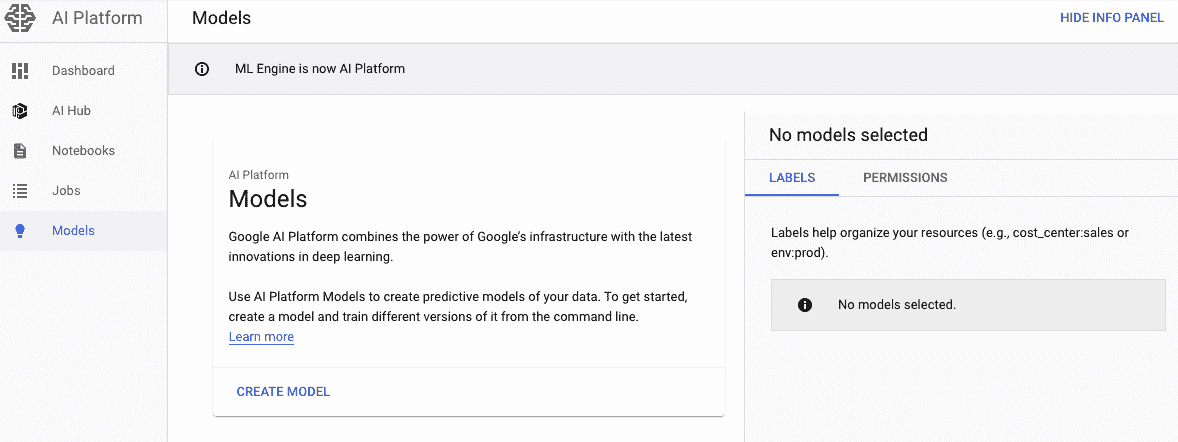 AI Platform
Models
HIDE INFO PANEL
ML Engine is now AI Platform
Dashboard
AI Hub
Notebooks
Jobs
Models
AI Platform
Models
Google AI Platform combines the power of Google's infrastructure with the latest
innovations in deep learning.
Use AI Platform Models to create predictive models of your data. To get started,
create a model and train different versions of it from the command line.
Learn more
CREATE MODEL
No models selected
LABELS
PERMISSIONS
Labels help organize your resources (e.g., cost_center:sales or
env:prod).
No models selected.